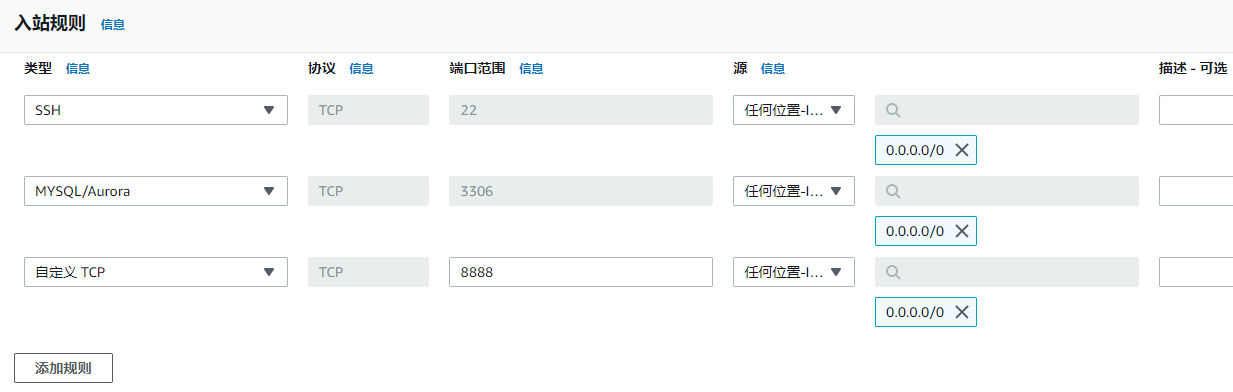 入站规则 信息
类型 信息 协议 信息 端口范围 信息 源 信息 描述 - 可选
SSH TCP 22 任何位置-I...
0.0.0.0/0
MYSQL/Aurora TCP 3306 任何位置-I...
0.0.0.0/0
自定义 TCP TCP 8888 任何位置-I...
0.0.0.0/0
添加规则